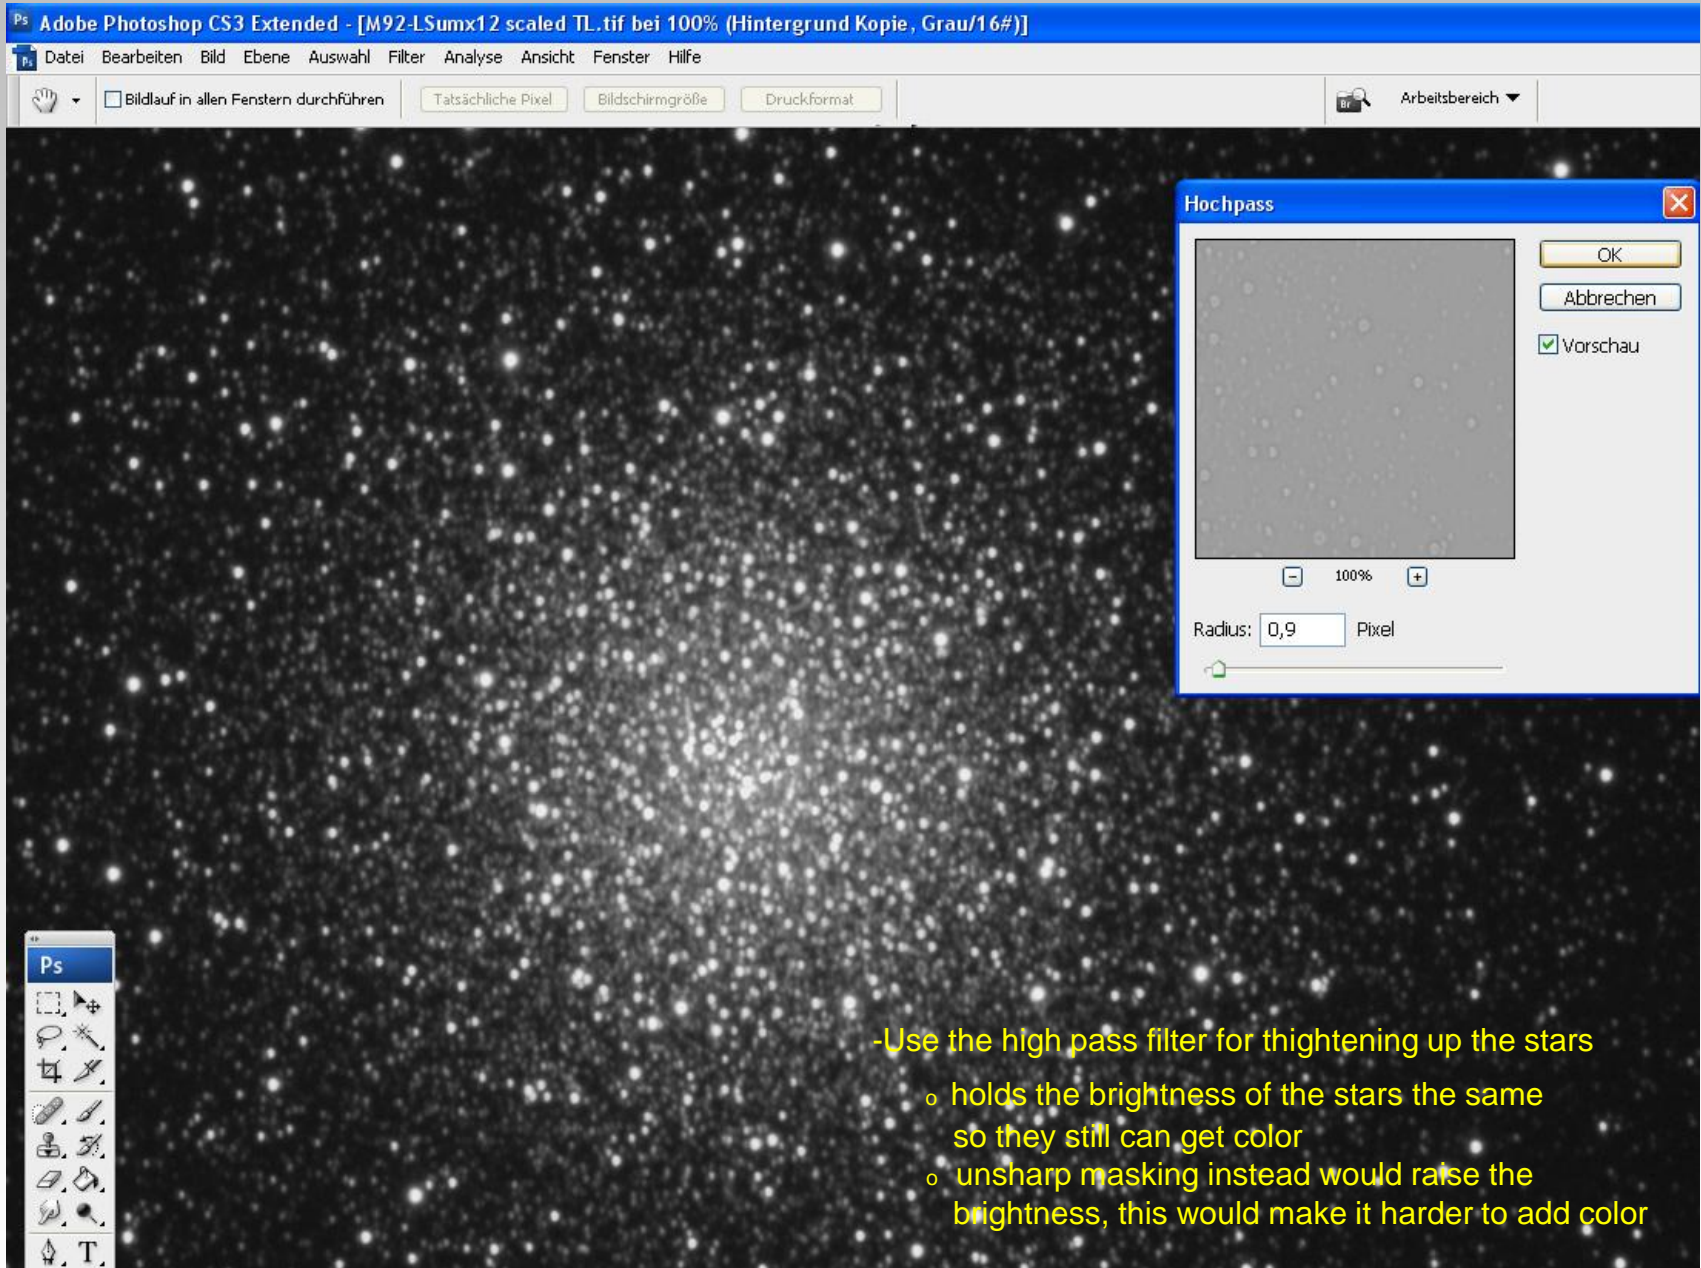 Ps Adobe Photoshop CS3 Extended - [M92-LSumx12 scaled TL.tif bei 100% (Hintergrund Kopie, Grau/16#)]
Ps Datei Bearbeiten Bild Ebene Auswahl Filter Analyse Ansicht Fenster Hilfe
Bildlauf in allen Fenstern durchführen Tatsächliche Pixel Bildschirmgröße Druckformat Br Arbeitsbereich
Hochpass
OK
Abbrechen
Vorschau
- 100% +
Radius: 0,9 Pixel
Ps
T
-Use the high pass filter for thightening up the stars
o holds the brightness of the stars the same
so they still can get color
o unsharp masking instead would raise the
brightness, this would make it harder to add color